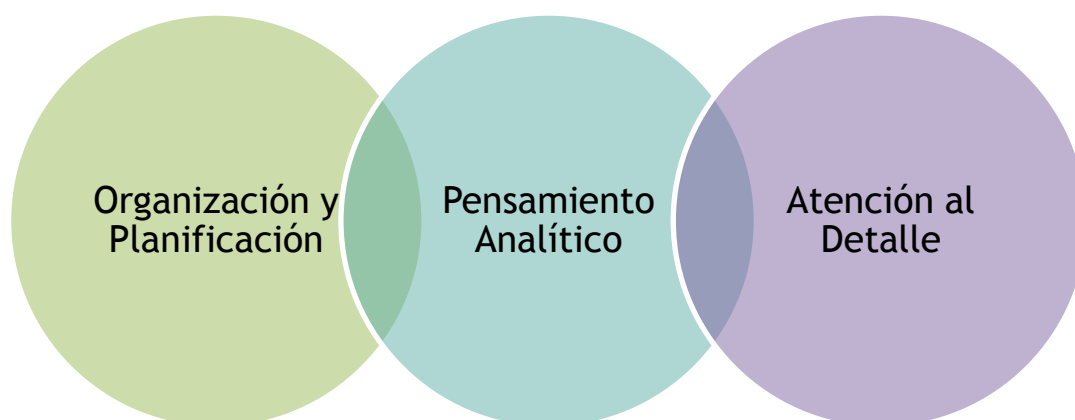 Organización y
Planificación
Pensamiento
Analítico
Atención al
Detalle